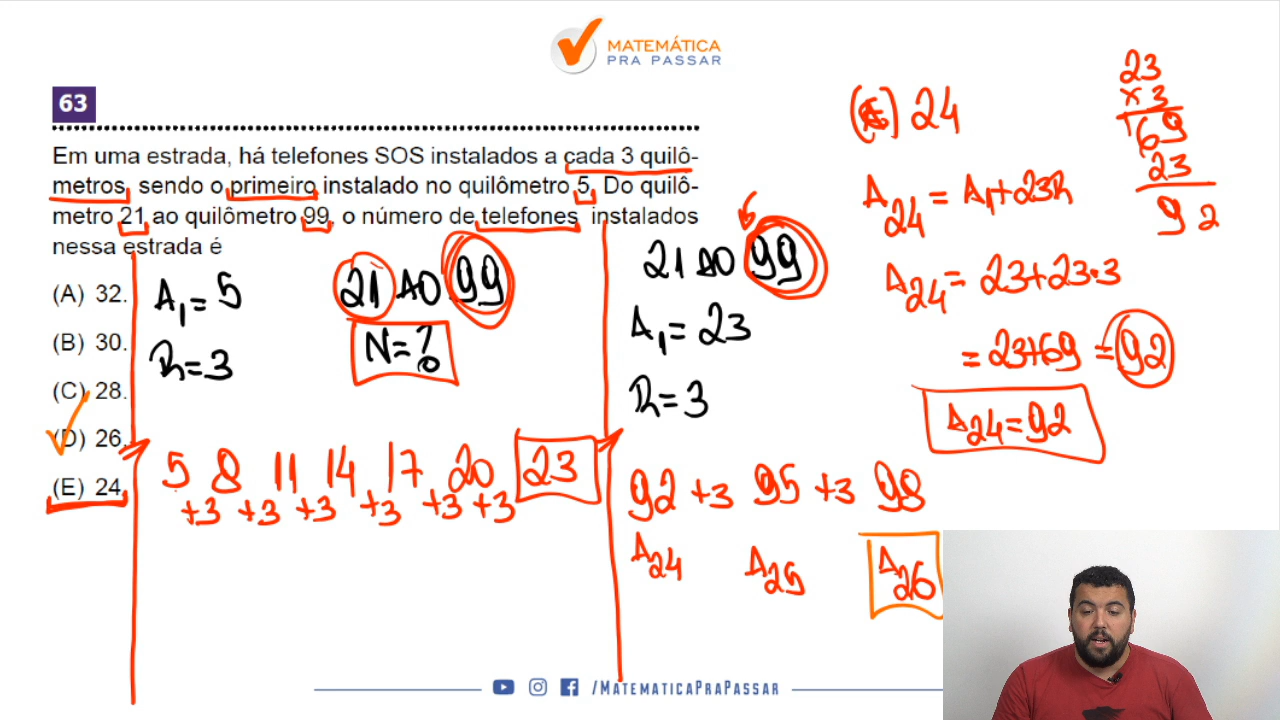 MATEMÁTICA
PRA PASSAR
63
Em uma estrada, há telefones SOS instalados a cada 3 quilô-
metros, sendo o primeiro instalado no quilômetro 5. Do quilô-
metro 21 ao quilômetro 99, o número de telefones instalados
nessa estrada é
(A) 32.
(B) 30.
(C) 28.
(D) 26.
(E) 24.
A1 = 5
R = 3
21 AO 99
N = ?
5 8 11 14 17 20 23
+3 +3 +3 +3 +3 +3
21 AO 99
A1 = 23
R = 3
92 +3 95 +3 98
A24 A25 A26
(E) 24
A24 = A1 + 23R
A24 = 23 + 23 • 3
= 23 + 69 = 92
A24 = 92
23
x 3
69
23
92
/MATEMATICAPRAPASSAR